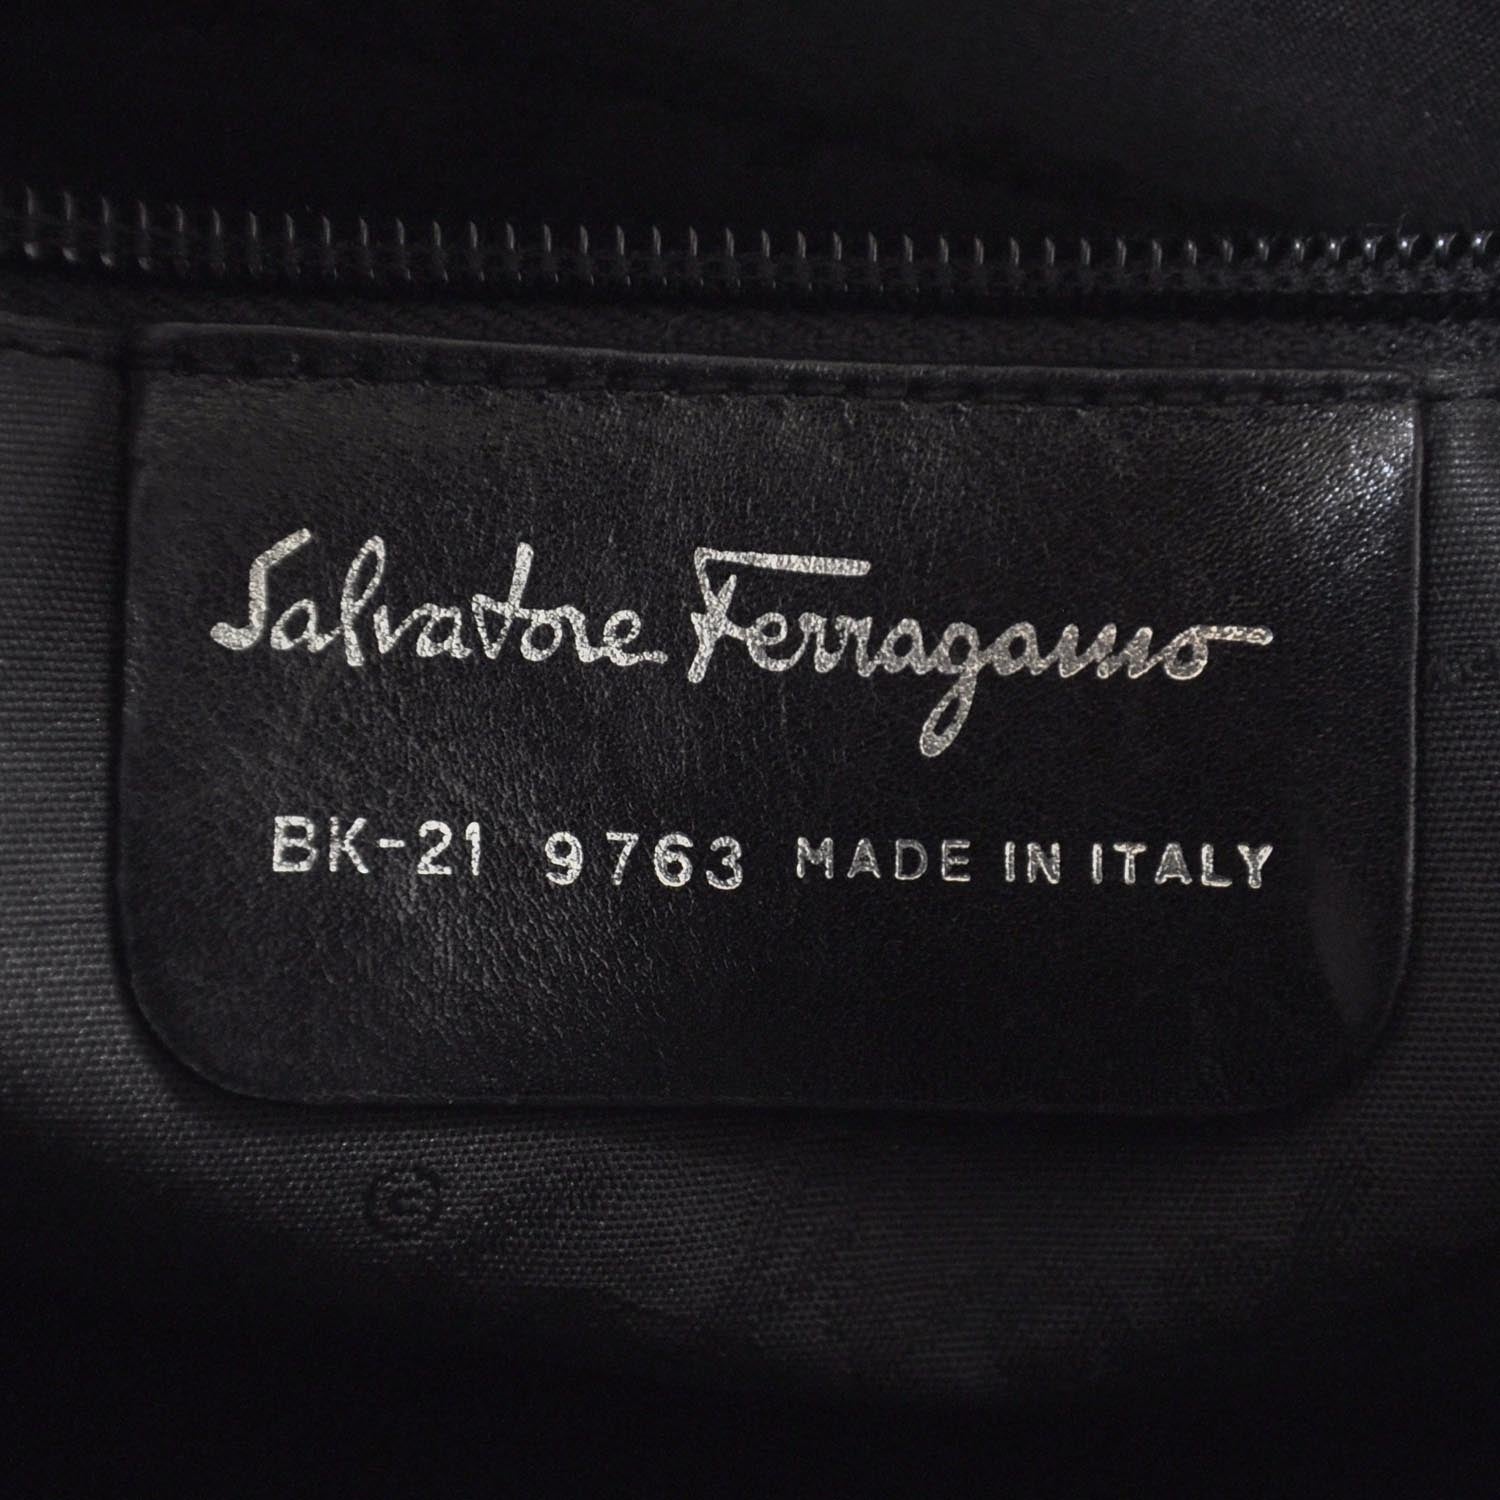 Salvatore Ferragamo
BK-21 9763 MADE IN ITALY